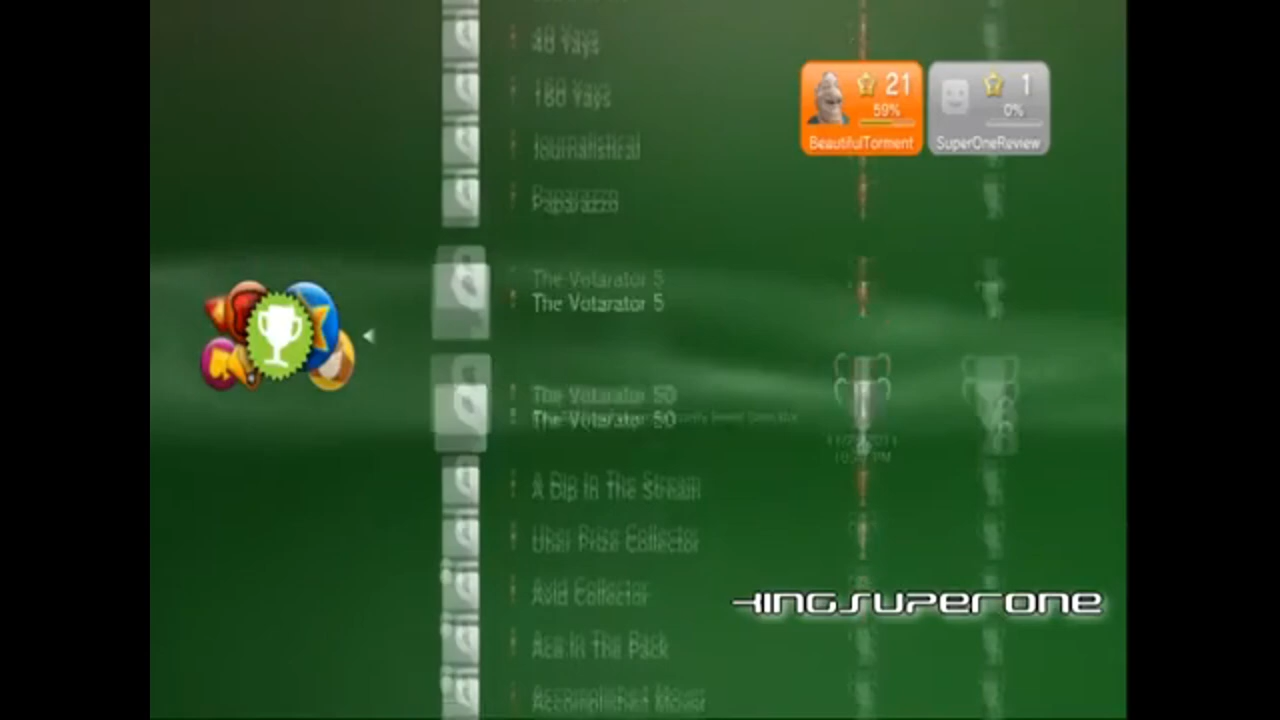 40 Yays
160 Yays
21
1
59%
0%
BeautifulTorment
SuperOneReview
Journalistical
Paparazzo
The Votarator 5
The Votarator 50
A Dip In The Stream
Uber Prize Collector
Avid Collector
KINGSUPERONE
Ace In The Pack
Accomplished Mover